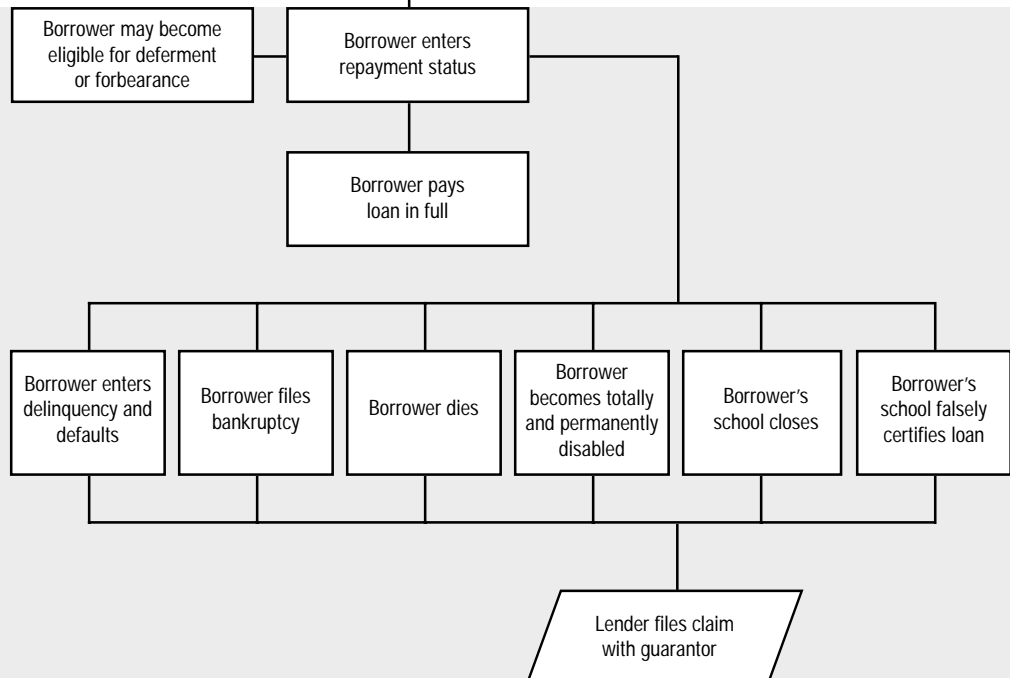 Borrower may become
eligible for deferment
or forbearance
Borrower enters
repayment status
Borrower pays
loan in full
Borrower enters
delinquency and
defaults
Borrower files
bankruptcy
Borrower dies
Borrower
becomes totally
and permanently
disabled
Borrower's
school closes
Borrower's
school falsely
certifies loan
Lender files claim
with guarantor